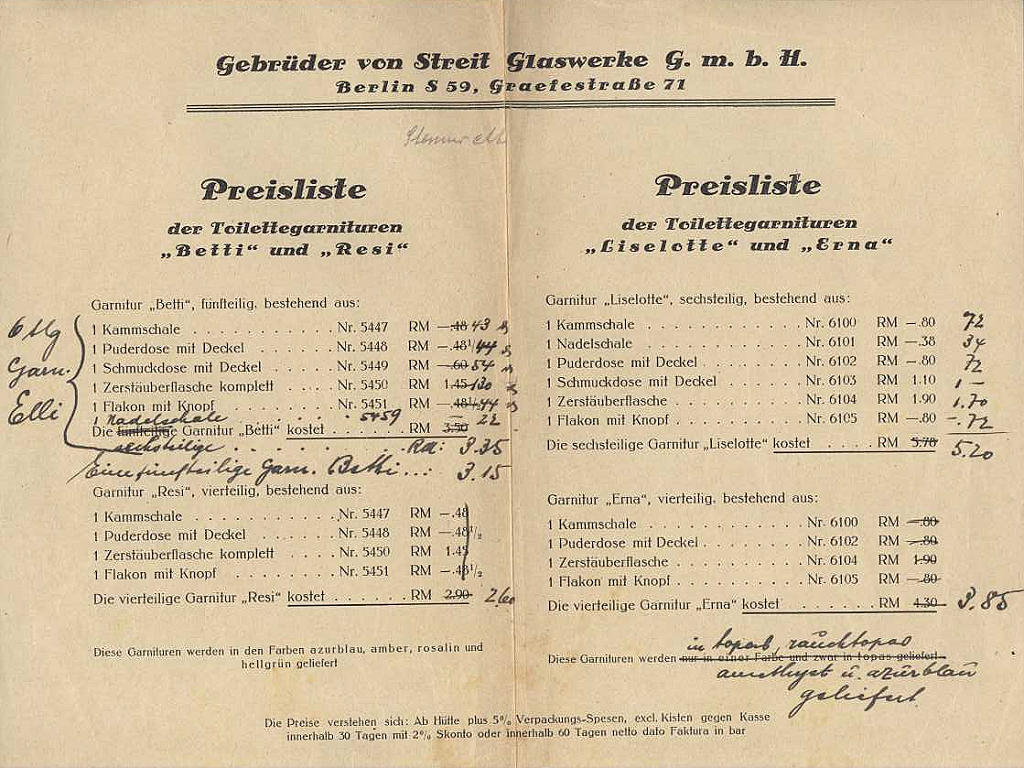 Gebrüder von Streit Glaswerke G. m. b. H.
Berlin S 59, Graefestraße 71
Preisliste
der Toilettegarnituren
„Betti“ und „Resi“
Garnitur „Betti“, fünfteilig, bestehend aus:
6 tlg
Garn.
Elli
1 Kammschale . . . . . . . . . . Nr. 5447 RM —.48 43
1 Puderdose mit Deckel . . . . . . Nr. 5448 RM —.48½ 44
1 Schmuckdose mit Deckel . . . . Nr. 5449 RM —.60 54
1 Zerstäuberflasche komplett . . . . Nr. 5450 RM 1.45 1.30
1 Flakon mit Knopf . . . . . . . Nr. 5451 RM —.48½ 44
1 Nadelschale . . . . 5459 22
Die fünfteilige Garnitur „Betti“ kostet . . . . . . RM 3.50
sechsteilige . . . . . . 3.35
Eine fünfteilige Garn. Betti . . . : 3.15
Garnitur „Resi“, vierteilig, bestehend aus:
1 Kammschale . . . . . . . . . . Nr. 5447 RM —.48
1 Puderdose mit Deckel . . . . . . Nr. 5448 RM —.48½
1 Zerstäuberflasche komplett . . . . Nr. 5450 RM 1.45
1 Flakon mit Knopf . . . . . . . Nr. 5451 RM —.48½
Die vierteilige Garnitur „Resi“ kostet . . . . . . RM 2.90 2.60
Diese Garnituren werden in den Farben azurblau, amber, rosalin und
hellgrün geliefert
Preisliste
der Toilettegarnituren
„Liselotte“ und „Erna“
Garnitur „Liselotte“, sechsteilig, bestehend aus:
1 Kammschale . . . . . . . . . . Nr. 6100 RM —.80 72
1 Nadelschale . . . . . . . . . . Nr. 6101 RM —.38 34
1 Puderdose mit Deckel . . . . . . Nr. 6102 RM —.80 72
1 Schmuckdose mit Deckel . . . . . Nr. 6103 RM 1.10 1 —
1 Zerstäuberflasche . . . . . . . . Nr. 6104 RM 1.90 1.70
1 Flakon mit Knopf . . . . . . . . Nr. 6105 RM —.80 —.72
Die sechsteilige Garnitur „Liselotte“ kostet . . . . RM 5.78 5.20
Garnitur „Erna“, vierteilig, bestehend aus:
1 Kammschale . . . . . . . . . . Nr. 6100 RM —.80
1 Puderdose mit Deckel . . . . . . Nr. 6102 RM —.80
1 Zerstäuberflasche . . . . . . . . Nr. 6104 RM 1.90
1 Flakon mit Knopf . . . . . . . . Nr. 6105 RM —.80
Die vierteilige Garnitur „Erna“ kostet . . . . . . RM 4.30 3.85
in topas, rauchtopas
Diese Garnituren werden nur in einer Farbe und zwar in topas geliefert
amethyst u. azurblau
geliefert.
Die Preise verstehen sich: Ab Hütte plus 5% Verpackungs-Spesen, excl. Kisten gegen Kasse
innerhalb 30 Tagen mit 2% Skonto oder innerhalb 60 Tagen netto dato Faktura in bar